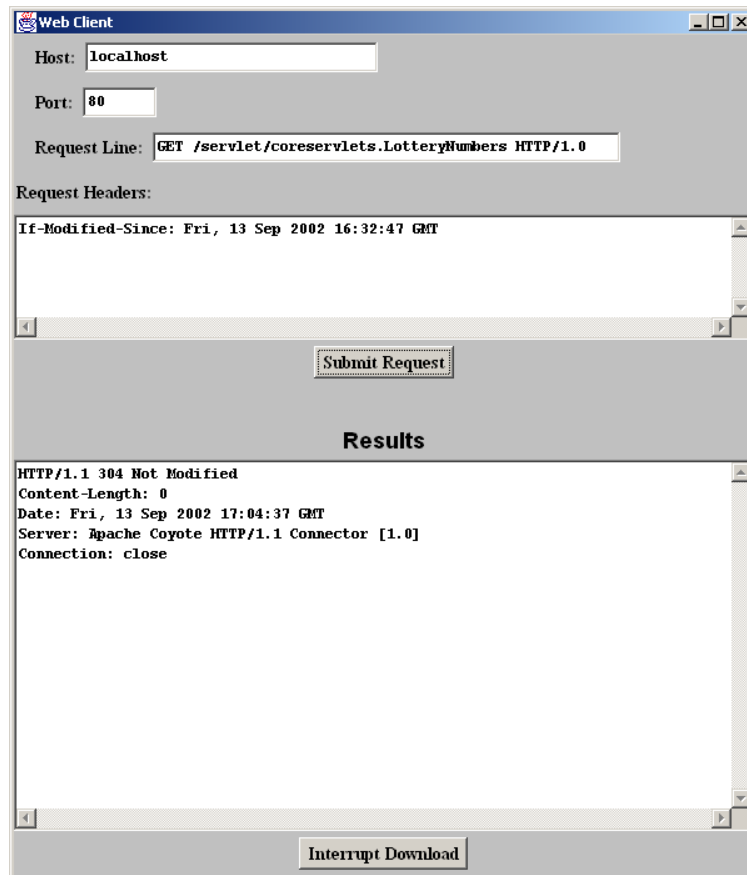 Web Client
Host: localhost
Port: 80
Request Line: GET /servlet/coreservlets.LotteryNumbers HTTP/1.0
Request Headers:
If-Modified-Since: Fri, 13 Sep 2002 16:32:47 GMT
Submit Request
Results
HTTP/1.1 304 Not Modified
Content-Length: 0
Date: Fri, 13 Sep 2002 17:04:37 GMT
Server: Apache Coyote HTTP/1.1 Connector [1.0]
Connection: close
Interrupt Download